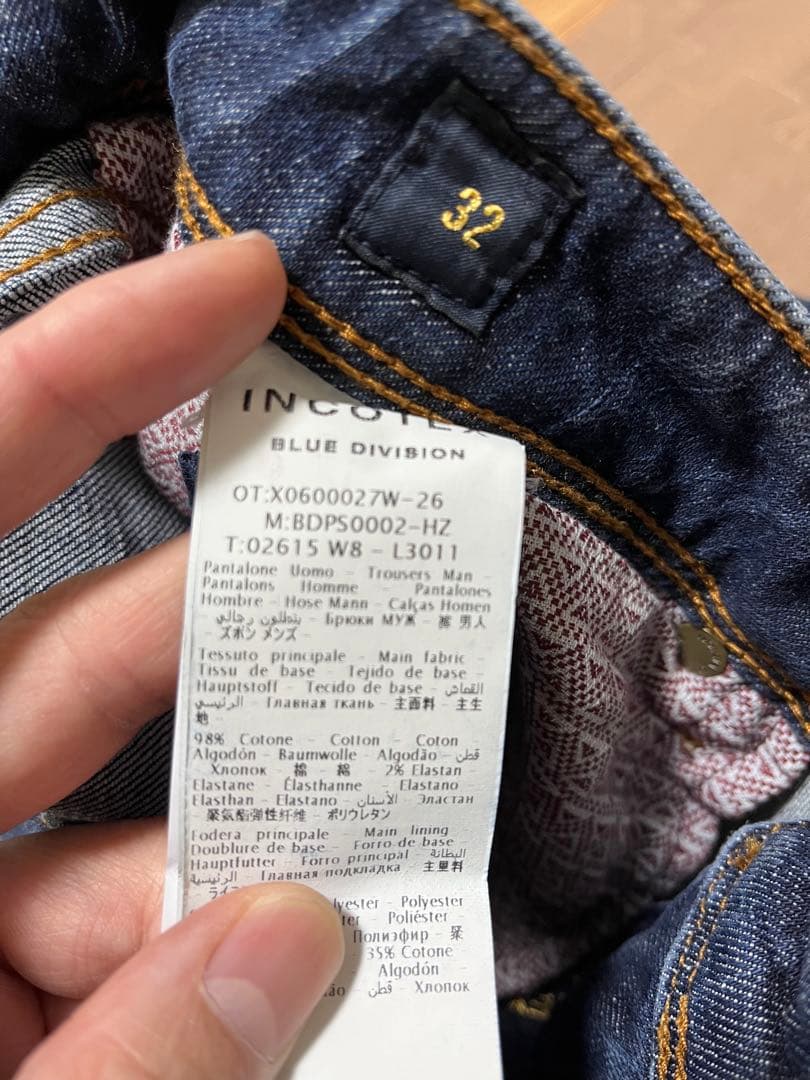 32
INCOTEX
BLUE DIVISION
OT:X0600027W-26
M:BDPS0002-HZ
T:02615 W8 - L3011
Pantalone Uomo - Trousers Man -
Pantalons Homme - Pantalones
Hombre - Hose Mann - Calças Homen
بنطلون رجالي - Брюки МУЖ - 裤 男人
- ズボン メンズ -
Tessuto principale - Main fabric -
Tissu de base - Tejido de base -
Hauptstoff - Tecido de base - القماش
الرئيسي - Главная ткань - 主面料 - 主生
地 -
98% Cotone - Cotton - Coton
Algodón - Baumwolle - Algodão - قطن
- Хлопок - 棉 - 綿 - 2% Elastan
Elastane - Élasthanne - Elastano
Elasthan - Elastano - الأستان - Эластан
- 聚氨酯弹性纤维 - ポリウレタン
Fodera principale - Main lining -
Doublure de base - Forro de base -
Hauptfutter - Forro principal - البطانة
الرئيسية - Главная подкладка - 主里料
- ライ
lyester - Polyester
ter - Poliéster -
Полиэфир - 聚
35% Cotone
Algodón -
ão - قطن - Хлопок